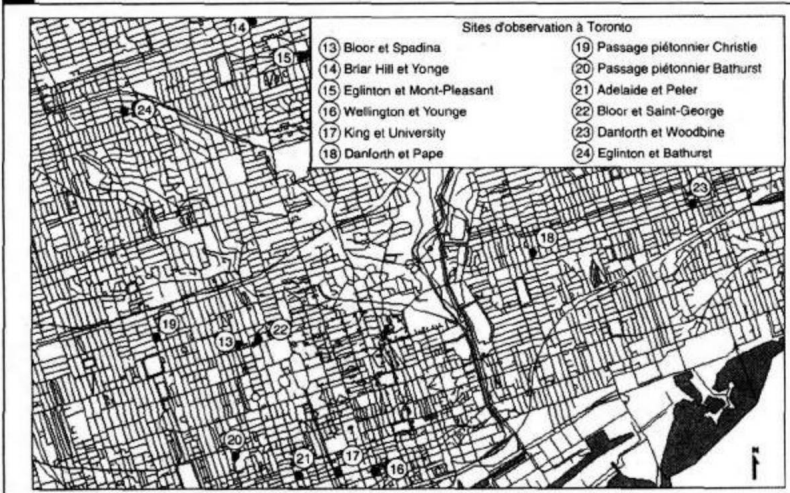 Sites d'observation à Toronto
13 Bloor et Spadina
14 Briar Hill et Yonge
15 Eglinton et Mont-Pleasant
16 Wellington et Younge
17 King et University
18 Danforth et Pape
19 Passage piétonnier Christie
20 Passage piétonnier Bathurst
21 Adelaide et Peter
22 Bloor et Saint-George
23 Danforth et Woodbine
24 Eglinton et Bathurst
14
15
24
23
18
19
13
22
20
21
17
16
N